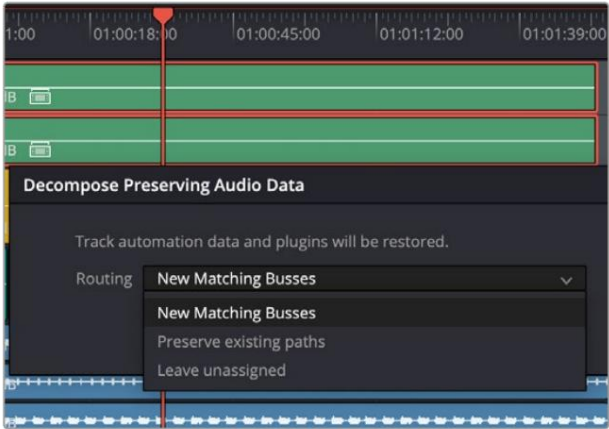 1:00 01:00:18:00 01:00:45:00 01:01:12:00 01:01:39:00
IB
IB
Decompose Preserving Audio Data
Track automation data and plugins will be restored.
Routing New Matching Busses
New Matching Busses
Preserve existing paths
Leave unassigned